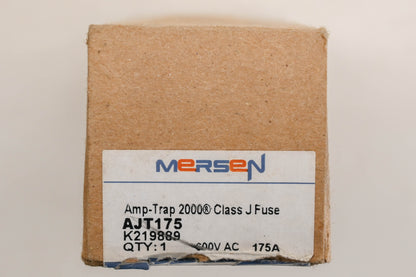 MERSEN
Amp-Trap 2000® Class J Fuse
AJT175
K219889
QTY: 1 600V AC 175A